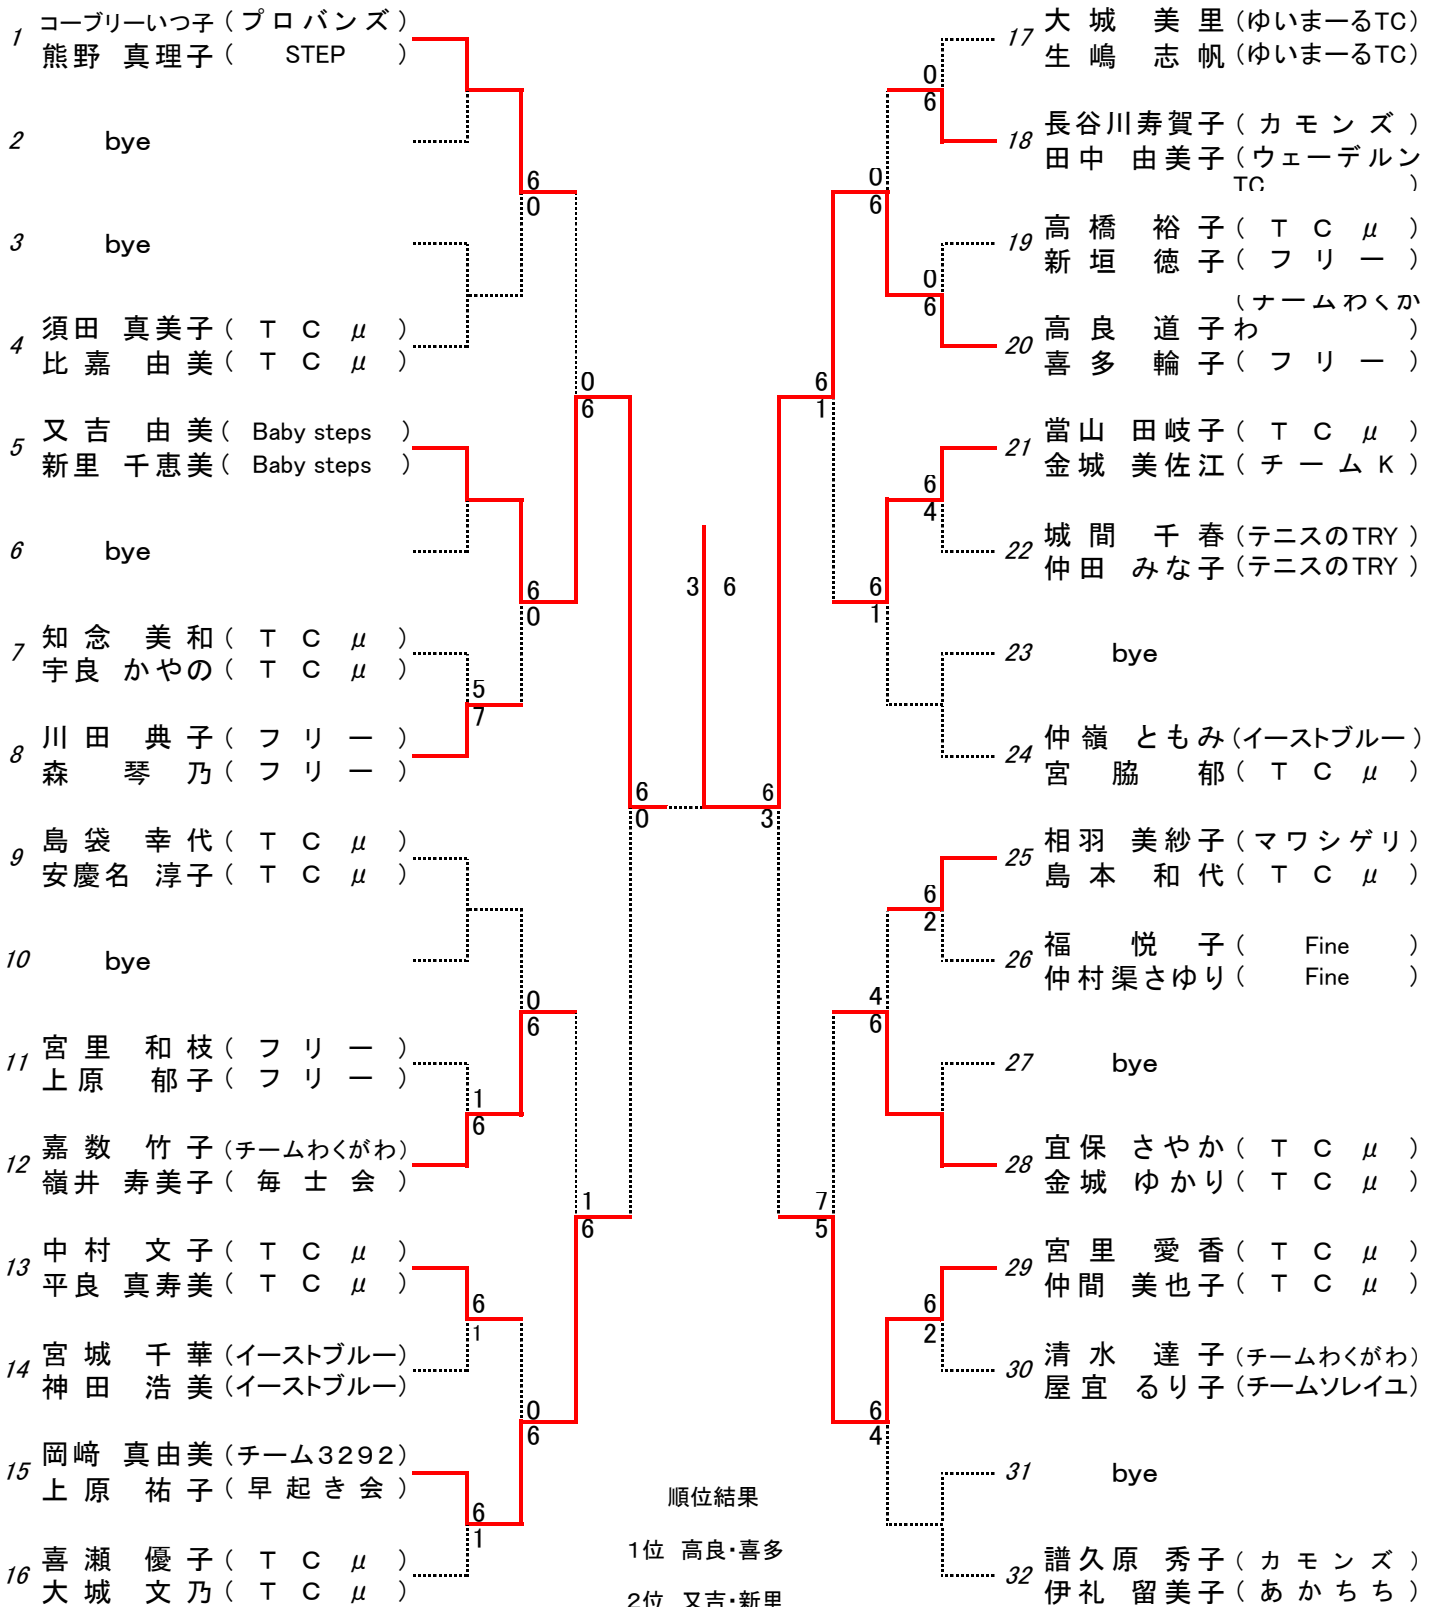 1 コーブリーいつ子 (プロバンズ)
熊野 真理子 ( STEP )
2 bye
3 bye
4 須田 真美子 ( T C μ )
比嘉 由美 ( T C μ )
5 又吉 由美 ( Baby steps )
新里 千恵美 ( Baby steps )
6 bye
7 知念 美和 ( T C μ )
宇良 かやの ( T C μ )
8 川田 典子 ( フリー )
森 琴乃 ( フリー )
9 島袋 幸代 ( T C μ )
安慶名 淳子 ( T C μ )
10 bye
11 宮里 和枝 ( フリー )
上原 郁子 ( フリー )
12 嘉数 竹子 (チームわくがわ)
嶺井 寿美子 ( 毎士会 )
13 中村 文子 ( T C μ )
平良 真寿美 ( T C μ )
14 宮城 千華 (イーストブルー)
神田 浩美 (イーストブルー)
15 岡﨑 真由美 (チーム3292)
上原 祐子 ( 早起き会 )
16 喜瀬 優子 ( T C μ )
大城 文乃 ( T C μ )
5
7
1
6
6
1
6
1
6
0
6
0
0
6
0
6
0
6
1
6
6
0
3 6
6
3
6
1
7
5
0
6
6
1
4
6
6
4
0
6
0
6
6
4
6
2
6
2
17 大城 美里 (ゆいまーるTC)
生嶋 志帆 (ゆいまーるTC)
18 長谷川寿賀子 ( カモンズ )
田中 由美子 (ウェーデルン
TC )
19 高橋 裕子 ( T C μ )
新垣 徳子 ( フリー )
(チームわくが
20 高良 道子 わ )
喜多 輪子 ( フリー )
21 當山 田岐子 ( T C μ )
金城 美佐江 ( チームK )
22 城間 千春 (テニスのTRY )
仲田 みな子 (テニスのTRY )
23 bye
24 仲嶺 ともみ (イーストブルー)
宮脇 郁 ( T C μ )
25 相羽 美紗子 (マワシゲリ)
島本 和代 ( T C μ )
26 福 悦子 ( Fine )
仲村渠さゆり ( Fine )
27 bye
28 宜保 さやか ( T C μ )
金城 ゆかり ( T C μ )
29 宮里 愛香 ( T C μ )
仲間 美也子 ( T C μ )
30 清水 達子 (チームわくがわ)
屋宜 るり子 (チームソレイユ)
31 bye
32 譜久原 秀子 ( カモンズ )
伊礼 留美子 ( あかちち )
順位結果
1位 高良・喜多
2位 又吉・新里